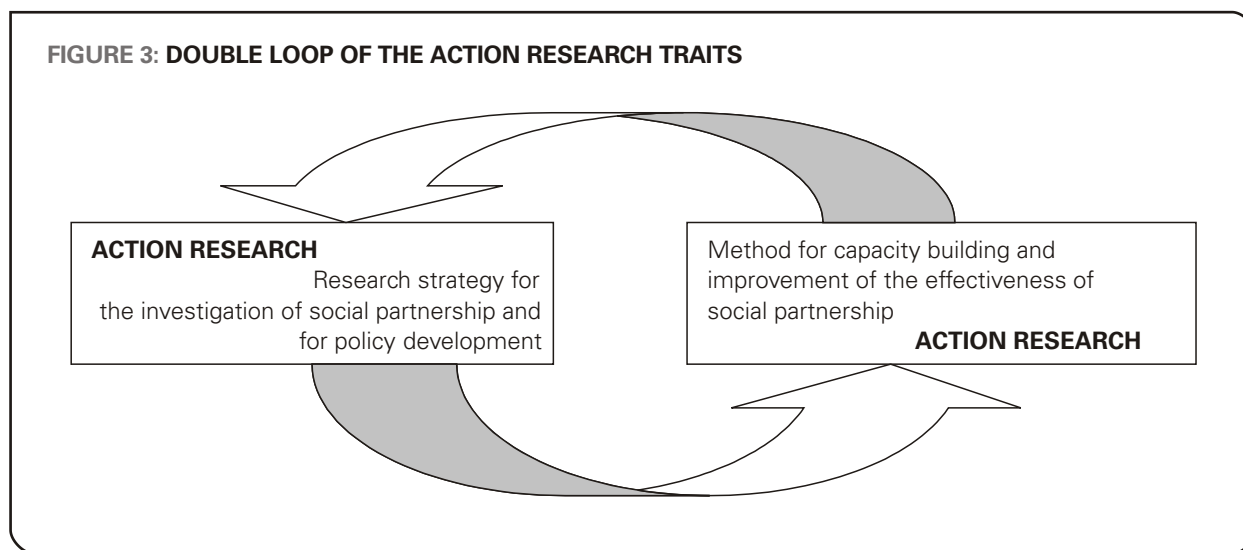 FIGURE 3: DOUBLE LOOP OF THE ACTION RESEARCH TRAITS
ACTION RESEARCH
Research strategy for
the investigation of social partnership and
for policy development
Method for capacity building and
improvement of the effectiveness of
social partnership
ACTION RESEARCH